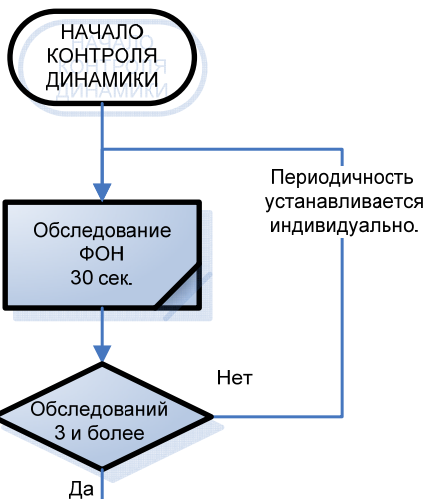 НАЧАЛО
КОНТРОЛЯ
ДИНАМИКИ
Периодичность
устанавливается
индивидуально.
Обследование
ФОН
30 сек.
Нет
Обследований
3 и более
Да